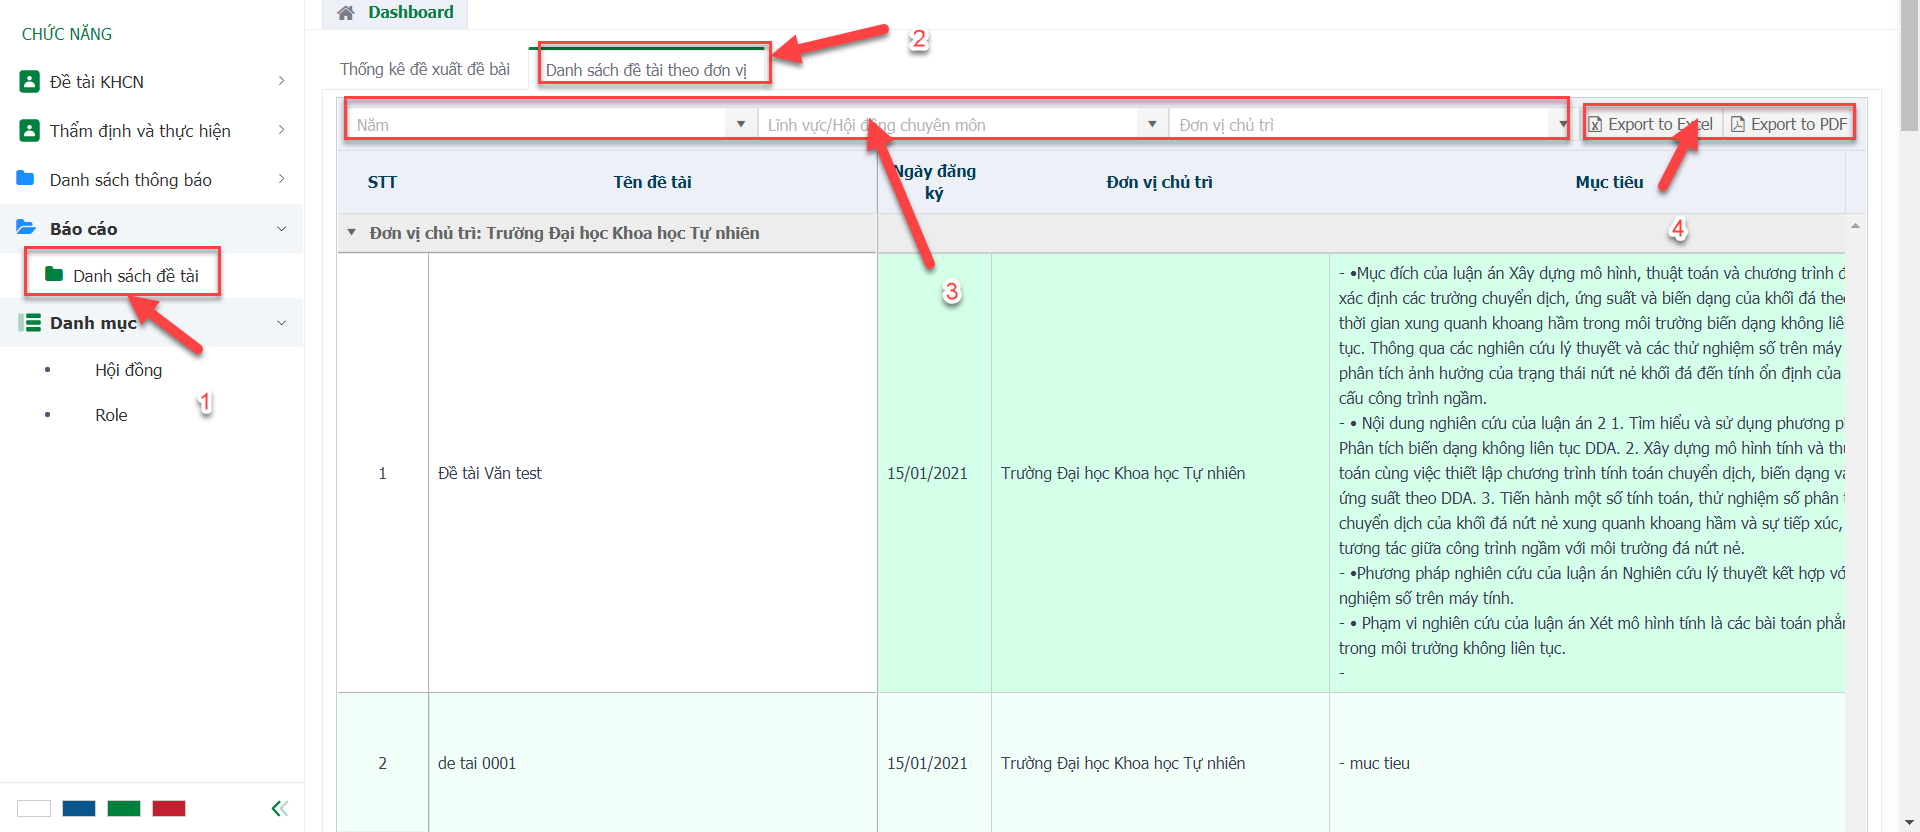 CHỨC NĂNG
Đề tài KHCN
Thẩm định và thực hiện
Danh sách thông báo
Báo cáo
Danh sách đề tài
Danh mục
Hội đồng
Role
1
Dashboard
Thống kê đề xuất đề bài
Danh sách đề tài theo đơn vị
2
Năm
Lĩnh vực/Hội đồng chuyên môn
Đơn vị chủ trì
Export to Excel
Export to PDF
3
4
STT
Tên đề tài
Ngày đăng
ký
Đơn vị chủ trì
Mục tiêu
Đơn vị chủ trì: Trường Đại học Khoa học Tự nhiên
1
Đề tài Văn test
15/01/2021
Trường Đại học Khoa học Tự nhiên
- •Mục đích của luận án Xây dựng mô hình, thuật toán và chương trình
xác định các trường chuyển dịch, ứng suất và biến dạng của khối đá
thời gian xung quanh khoang hầm trong môi trường biến dạng không
tục. Thông qua các nghiên cứu lý thuyết và các thử nghiệm số trên máy
phân tích ảnh hưởng của trạng thái nứt nẻ khối đá đến tính ổn định của
cấu công trình ngầm.
- • Nội dung nghiên cứu của luận án 2 1. Tìm hiểu và sử dụng phương
Phân tích biến dạng không liên tục DDA. 2. Xây dựng mô hình tính và
toán cùng việc thiết lập chương trình tính toán chuyển dịch, biến dạng
ứng suất theo DDA. 3. Tiến hành một số tính toán, thử nghiệm số phân
chuyển dịch của khối đá nứt nẻ xung quanh khoang hầm và sự tiếp xúc,
tương tác giữa công trình ngầm với môi trường đá nứt nẻ.
- •Phương pháp nghiên cứu của luận án Nghiên cứu lý thuyết kết hợp
nghiệm số trên máy tính.
- • Phạm vi nghiên cứu của luận án Xét mô hình tính là các bài toán
trong môi trường không liên tục.
-
2
de tai 0001
15/01/2021
Trường Đại học Khoa học Tự nhiên
- muc tieu